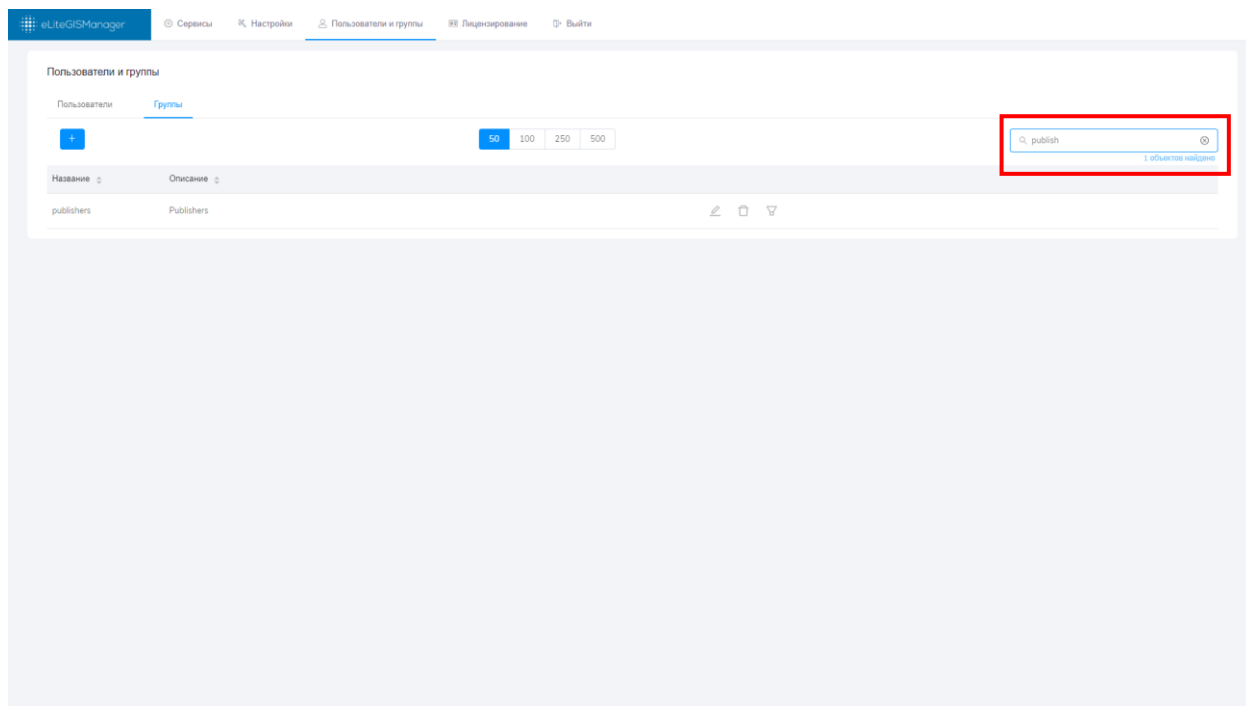 eLiteGISManager Сервисы Настройки Пользователи и группы Лицензирование Выйти
Пользователи и группы
Пользователи Группы
+ 50 100 250 500 publish
1 объектов найдено
Название Описание
publishers Publishers